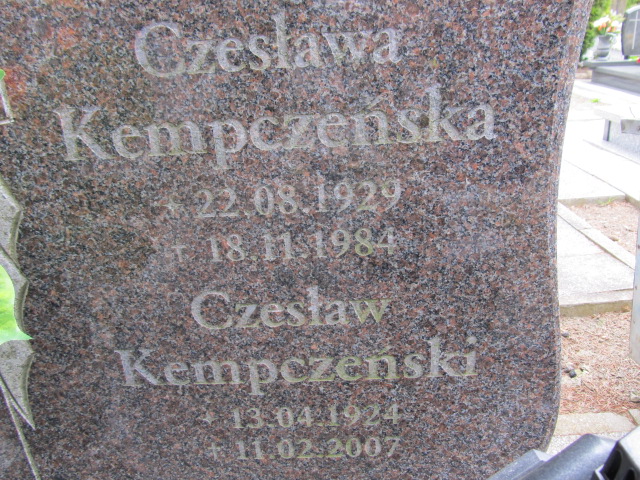 Czesława
Kempczeńska
* 22.08.1929
+ 18.11.1984
Czesław
Kempczeński
* 13.04.1924
+ 11.02.2007